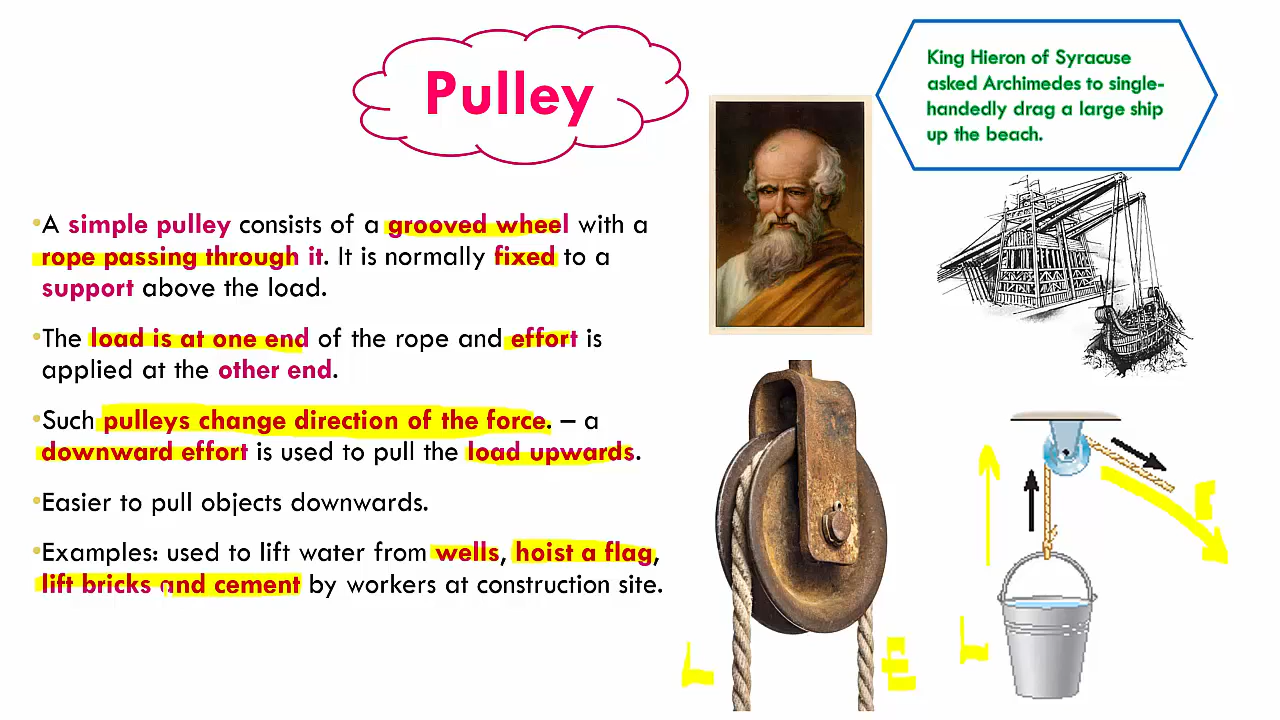 Pulley
King Hieron of Syracuse
asked Archimedes to single-
handedly drag a large ship
up the beach.
•A simple pulley consists of a grooved wheel with a
rope passing through it. It is normally fixed to a
support above the load.
•The load is at one end of the rope and effort is
applied at the other end.
•Such pulleys change direction of the force. – a
downward effort is used to pull the load upwards.
•Easier to pull objects downwards.
•Examples: used to lift water from wells, hoist a flag,
lift bricks and cement by workers at construction site.
L
E
L
E